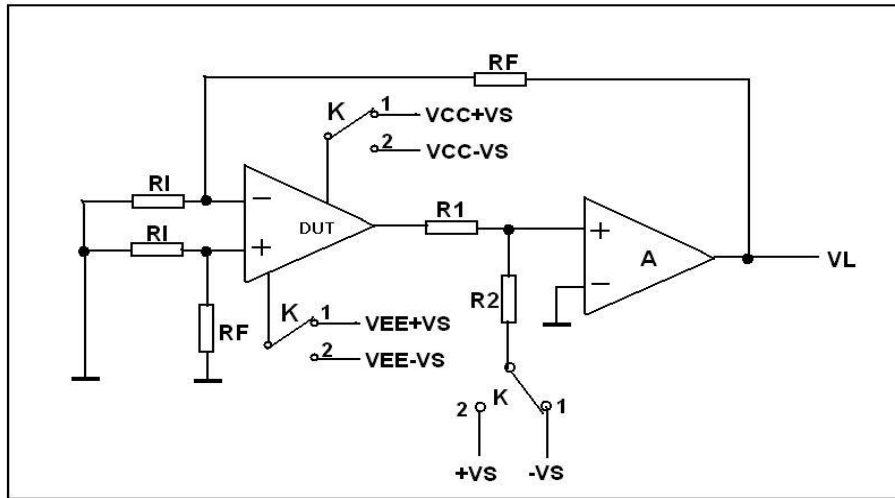 RF
K
1
VCC+VS
2
VCC-VS
RI
−
DUT
RI
+
R1
+
A
−
VL
R2
RF
K
1
VEE+VS
2
VEE-VS
K
2
1
+VS
-VS